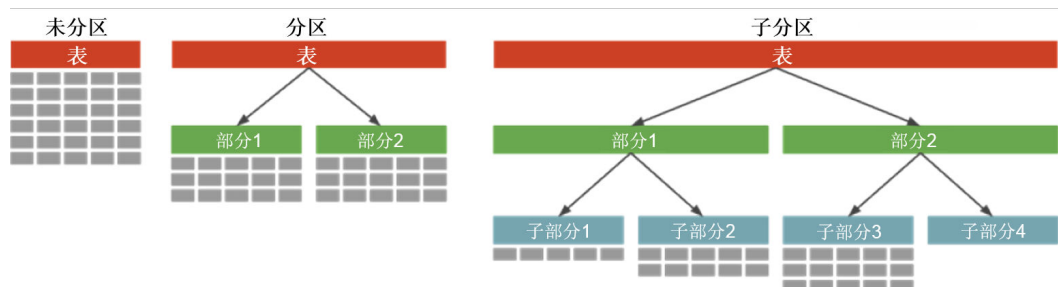 未分区
分区
子分区
表
表
表
部分1
部分2
部分1
部分2
子部分1
子部分2
子部分3
子部分4